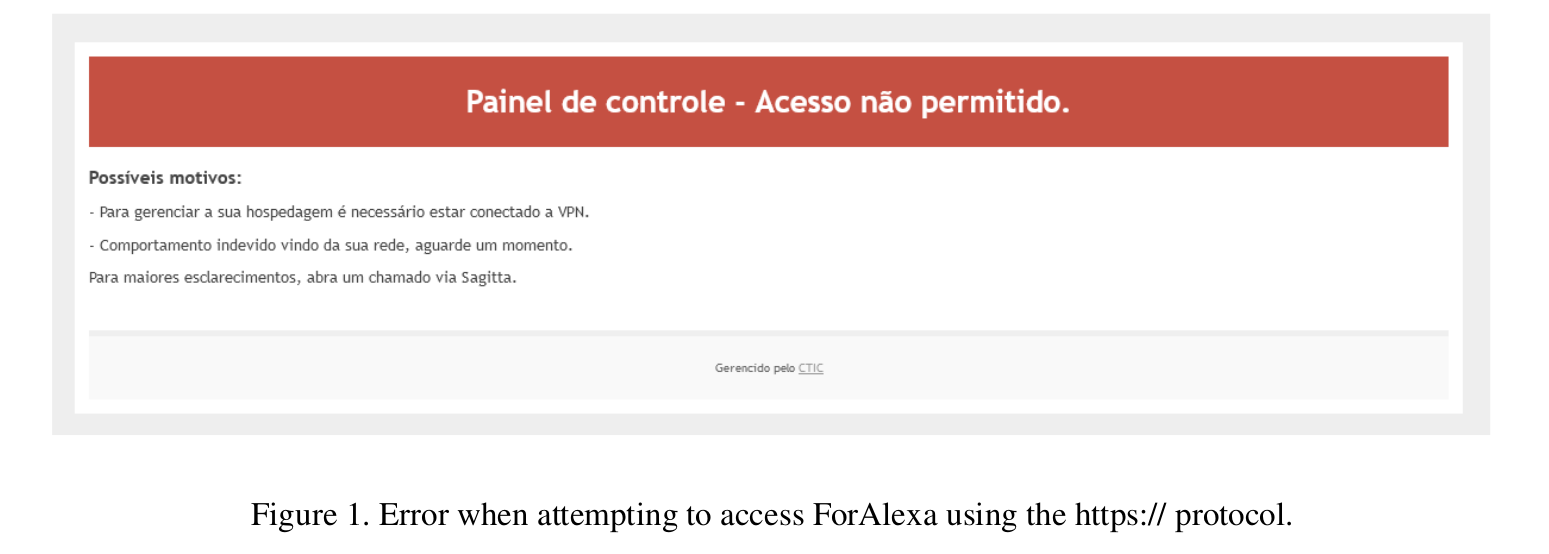 Painel de controle - Acesso não permitido.
Possíveis motivos:
- Para gerenciar a sua hospedagem é necessário estar conectado a VPN.
- Comportamento indevido vindo da sua rede, aguarde um momento.
Para maiores esclarecimentos, abra um chamado via Sagitta.
Gerencido pelo CTIC
Figure 1. Error when attempting to access ForAlexa using the https:// protocol.